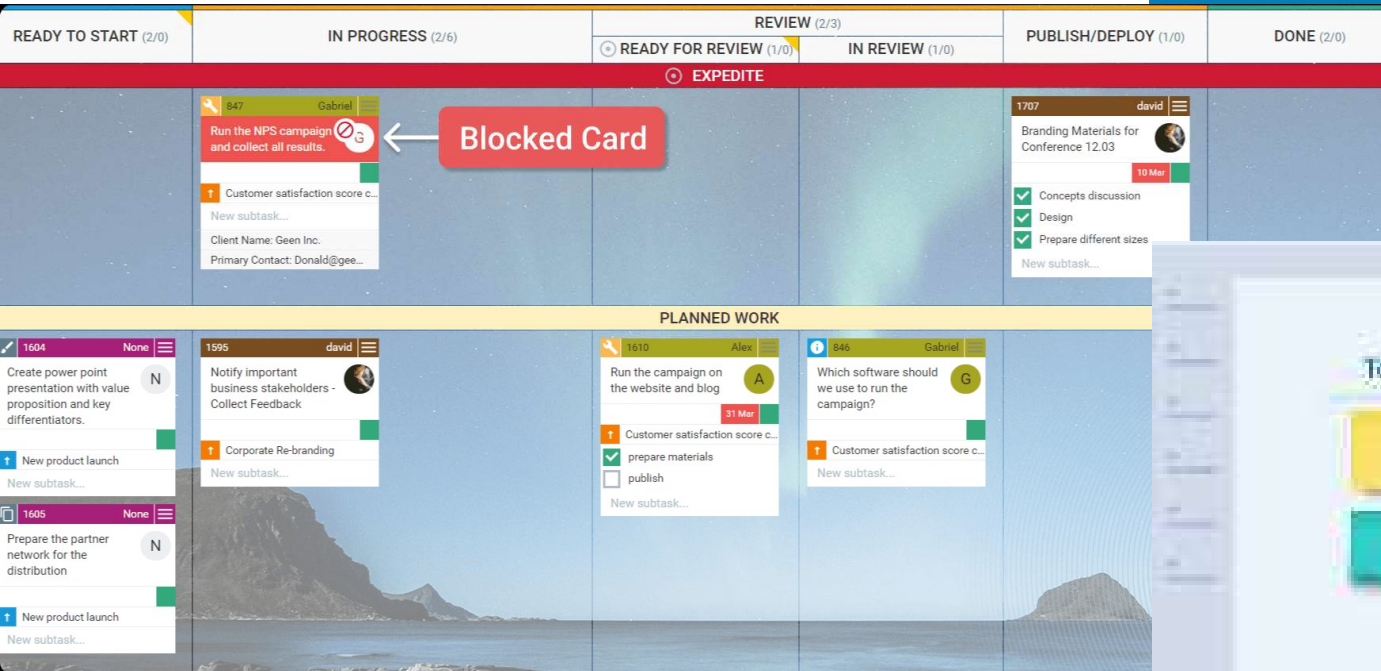 READY TO START (2/0)
IN PROGRESS (2/6)
REVIEW (2/3)
READY FOR REVIEW (1/0)
IN REVIEW (1/0)
PUBLISH/DEPLOY (1/0)
DONE (2/0)
EXPEDITE
847 Gabriel
Run the NPS campaign
and collect all results.
G
Customer satisfaction score c...
New subtask...
Client Name: Geen Inc.
Primary Contact: Donald@gee...
Blocked Card
1707 david
Branding Materials for
Conference 12.03
10 Mar
Concepts discussion
Design
Prepare different sizes
New subtask...
PLANNED WORK
1604 None
Create power point
presentation with value
proposition and key
differentiators.
N
New product launch
New subtask...
1605 None
Prepare the partner
network for the
distribution
N
New product launch
New subtask...
1595 david
Notify important
business stakeholders -
Collect Feedback
Corporate Re-branding
New subtask...
1610 Alex
Run the campaign on
the website and blog
A
31 Mar
Customer satisfaction score c...
prepare materials
publish
New subtask...
846 Gabriel
Which software should
we use to run the
campaign?
G
Customer satisfaction score c...
New subtask...